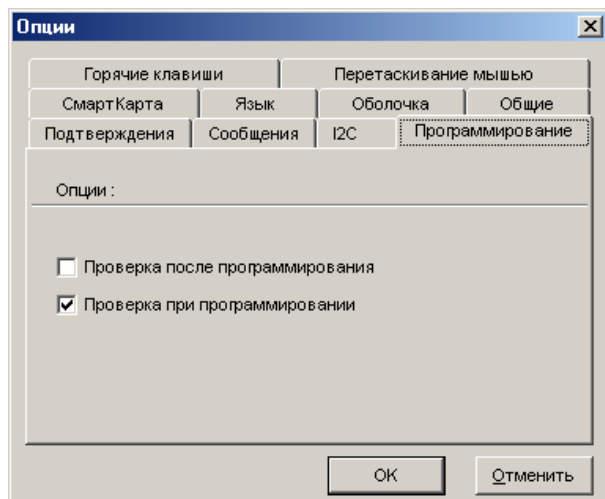 Опции
Горячие клавиши Перетаскивание мышью
СмартКарта Язык Оболочка Общие
Подтверждения Сообщения I2C Программирование
Опции :
Проверка после программирования
Проверка при программировании
OK Отменить